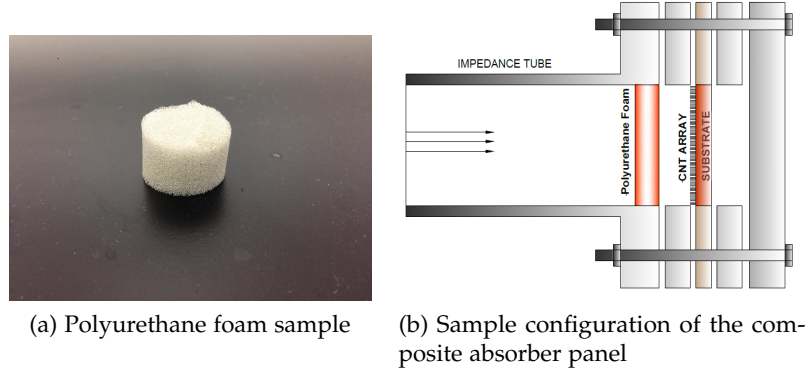 IMPEDANCE TUBE
Polyurethane Foam
CNT ARRAY
SUBSTRATE
(a) Polyurethane foam sample
(b) Sample configuration of the com-
posite absorber panel